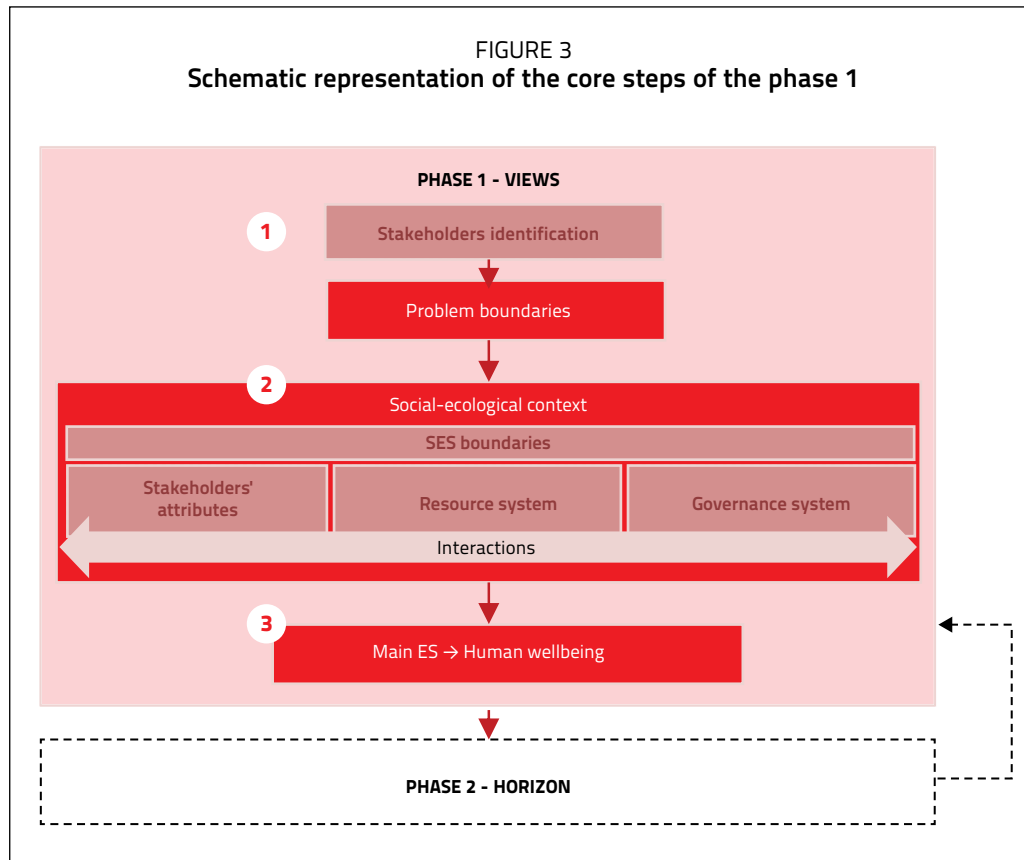 FIGURE 3
Schematic representation of the core steps of the phase 1
PHASE 1 - VIEWS
1
Stakeholders identification
Problem boundaries
2
Social-ecological context
SES boundaries
Stakeholders'
attributes
Resource system
Governance system
Interactions
3
Main ES → Human wellbeing
PHASE 2 - HORIZON